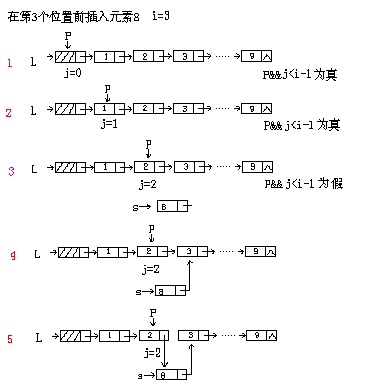 在第3个位置前插入元素8 i=3
P
1 L 1 2 3 …… 9 ∧
j=0 P&&j<i-1为真
P
2 L 1 2 3 …… 9 ∧
j=1 P&&j<i-1为真
P
3 L 1 2 3 …… 9 ∧
j=2 P&&j<i-1为假
s 8
P
4 L 1 2 3 …… 9 ∧
j=2
s 8
P
5 L 1 2 3 …… 9 ∧
j=2
s 8